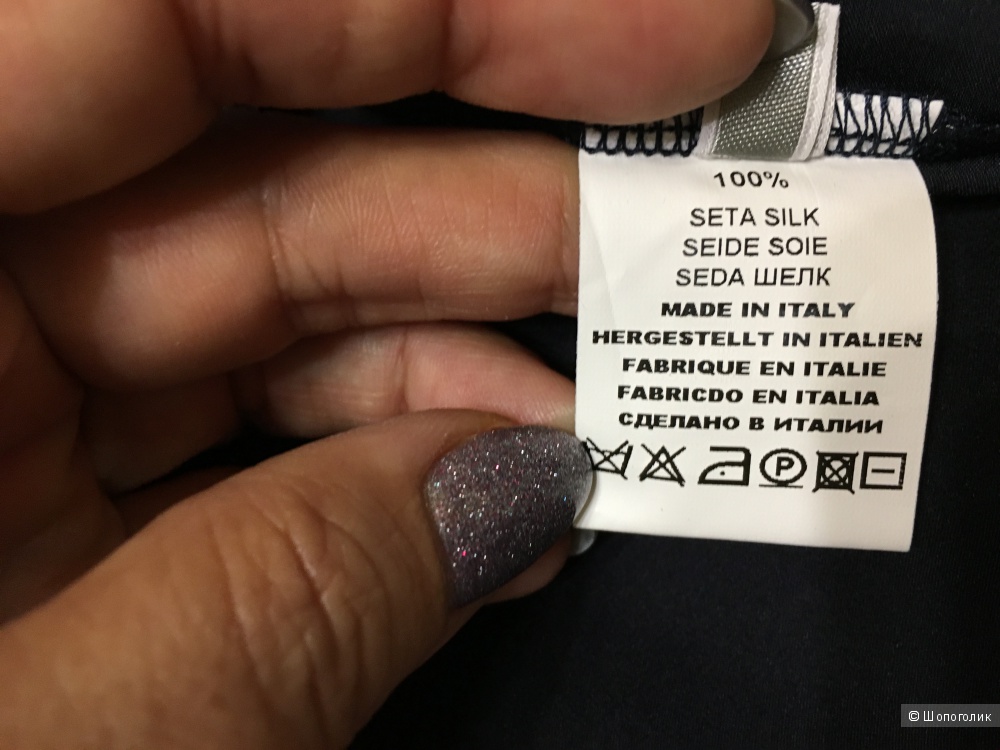 100%
SETA SILK
SEIDE SOIE
SEDA ШЕЛК
MADE IN ITALY
HERGESTELLT IN ITALIEN
FABRIQUE EN ITALIE
FABRICDO EN ITALIA
СДЕЛАНО В ИТАЛИИ
P
© Шопоголик